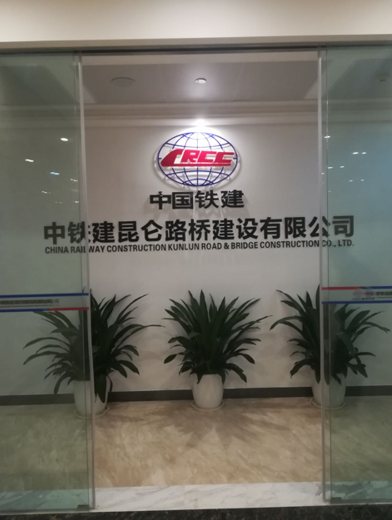 CRCC
中国铁建
中铁建昆仑路桥建设有限公司
CHINA RAILWAY CONSTRUCTION KUNLUN ROAD & BRIDGE CONSTRUCTION CO., LTD.